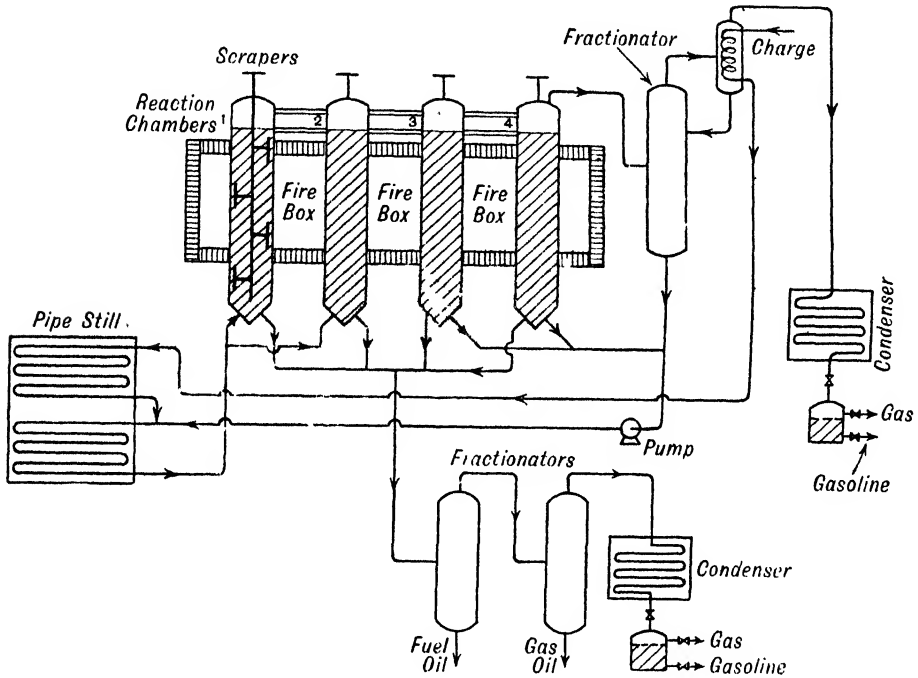 Fractionator
Charge
Scrapers
Reaction
Chambers 1
2
3
4
Fire
Box
Fire
Box
Fire
Box
Pipe Still
Condenser
Gas
Gasoline
Pump
Fractionators
Condenser
Fuel
Oil
Gas
Oil
Gas
Gasoline